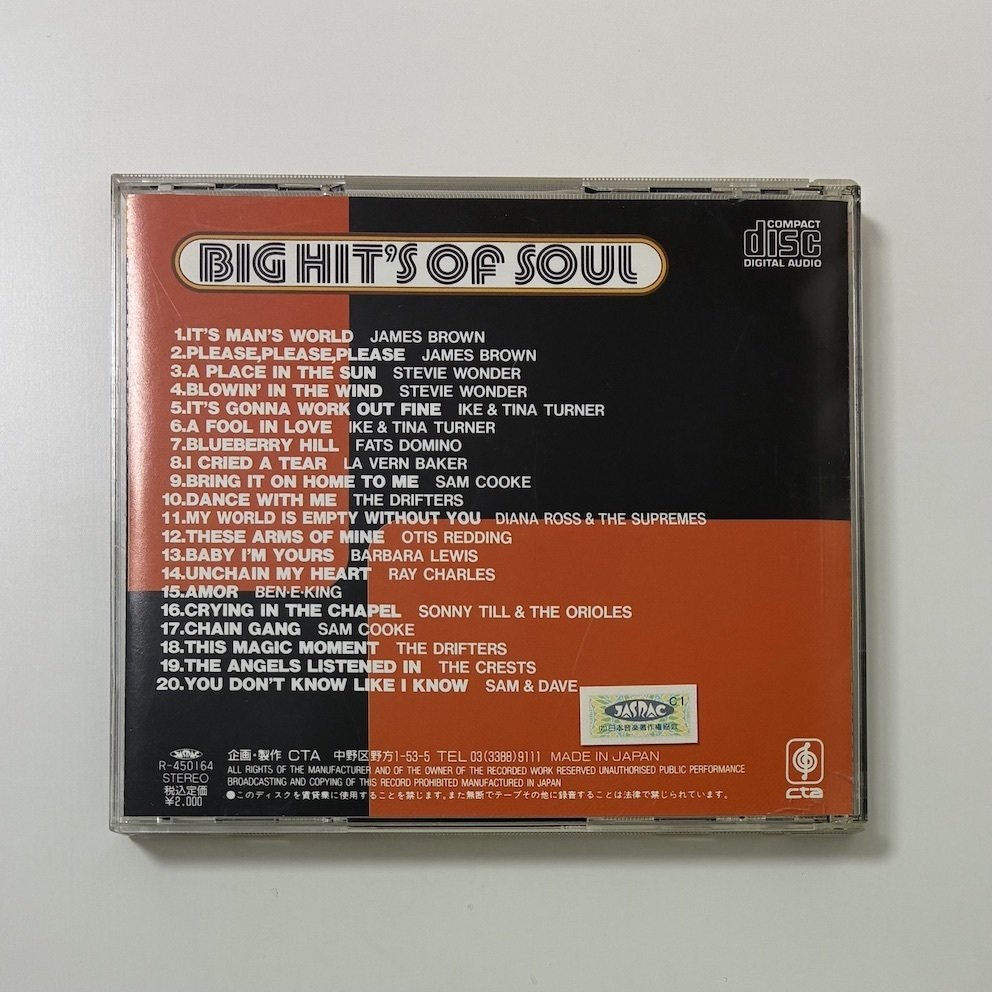 COMPACT
disc
DIGITAL AUDIO
BIG HIT'S OF SOUL
1.IT'S MAN'S WORLD JAMES BROWN
2.PLEASE,PLEASE,PLEASE JAMES BROWN
3.A PLACE IN THE SUN STEVIE WONDER
4.BLOWIN' IN THE WIND STEVIE WONDER
5.IT'S GONNA WORK OUT FINE IKE & TINA TURNER
6.A FOOL IN LOVE IKE & TINA TURNER
7.BLUEBERRY HILL FATS DOMINO
8.I CRIED A TEAR LA VERN BAKER
9.BRING IT ON HOME TO ME SAM COOKE
10.DANCE WITH ME THE DRIFTERS
11.MY WORLD IS EMPTY WITHOUT YOU DIANA ROSS & THE SUPREMES
12.THESE ARMS OF MINE OTIS REDDING
13.BABY I'M YOURS BARBARA LEWIS
14.UNCHAIN MY HEART RAY CHARLES
15.AMOR BEN·E·KING
16.CRYING IN THE CHAPEL SONNY TILL & THE ORIOLES
17.CHAIN GANG SAM COOKE
18.THIS MAGIC MOMENT THE DRIFTERS
19.THE ANGELS LISTENED IN THE CRESTS
20.YOU DON'T KNOW LIKE I KNOW SAM & DAVE
C1
JASRAC
(社)日本音楽著作権協会
JASRAC
R-450164
STEREO
税込定価
¥2.000
企画・製作 CTA 中野区野方1-53-5 TEL 03(3388)9111 MADE IN JAPAN
ALL RIGHTS OF THE MANUFACTURER AND OF THE OWNER OF THE RECORDED WORK RESERVED UNAUTHORISED PUBLIC PERFORMANCE
BROADCASTING AND COPYING OF THIS RECORD PROHIBITED MANUFACTURED IN JAPAN
●このディスクを賃貸業に使用することを禁じます。また無断でテープその他に録音することは法律で禁じられています。
cta